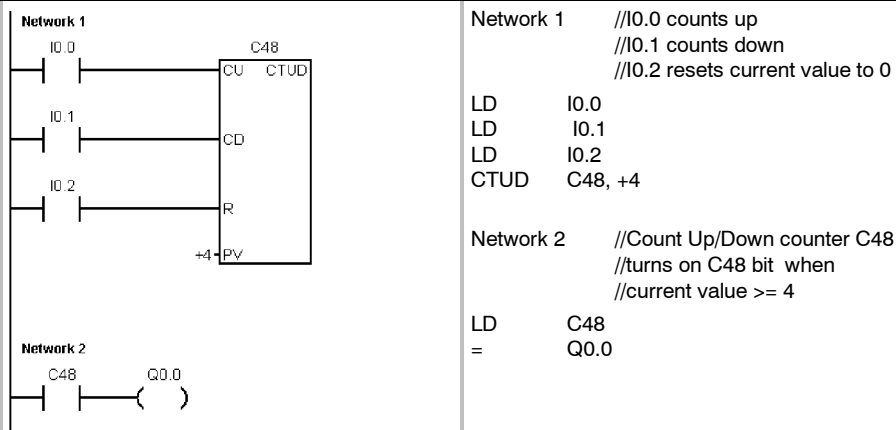 Network 1
I0.0
C48
CU CTUD
I0.1
CD
I0.2
R
+4 PV
Network 2
C48 Q0.0
Network 1 //I0.0 counts up
//I0.1 counts down
//I0.2 resets current value to 0
LD I0.0
LD I0.1
LD I0.2
CTUD C48, +4
Network 2 //Count Up/Down counter C48
//turns on C48 bit when
//current value >= 4
LD C48
= Q0.0